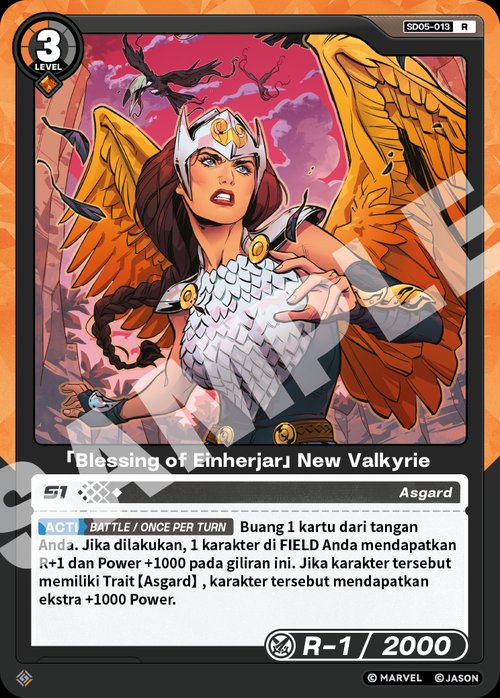 SD05-013 R
3
LEVEL
「Blessing of Einherjar」 New Valkyrie
S1
Asgard
ACT BATTLE / ONCE PER TURN Buang 1 kartu dari tangan
Anda. Jika dilakukan, 1 karakter di FIELD Anda mendapatkan
R+1 dan Power +1000 pada giliran ini. Jika karakter tersebut
memiliki Trait【Asgard】, karakter tersebut mendapatkan
ekstra +1000 Power.
R-1 / 2000
© MARVEL ©JASON
SAMPLE